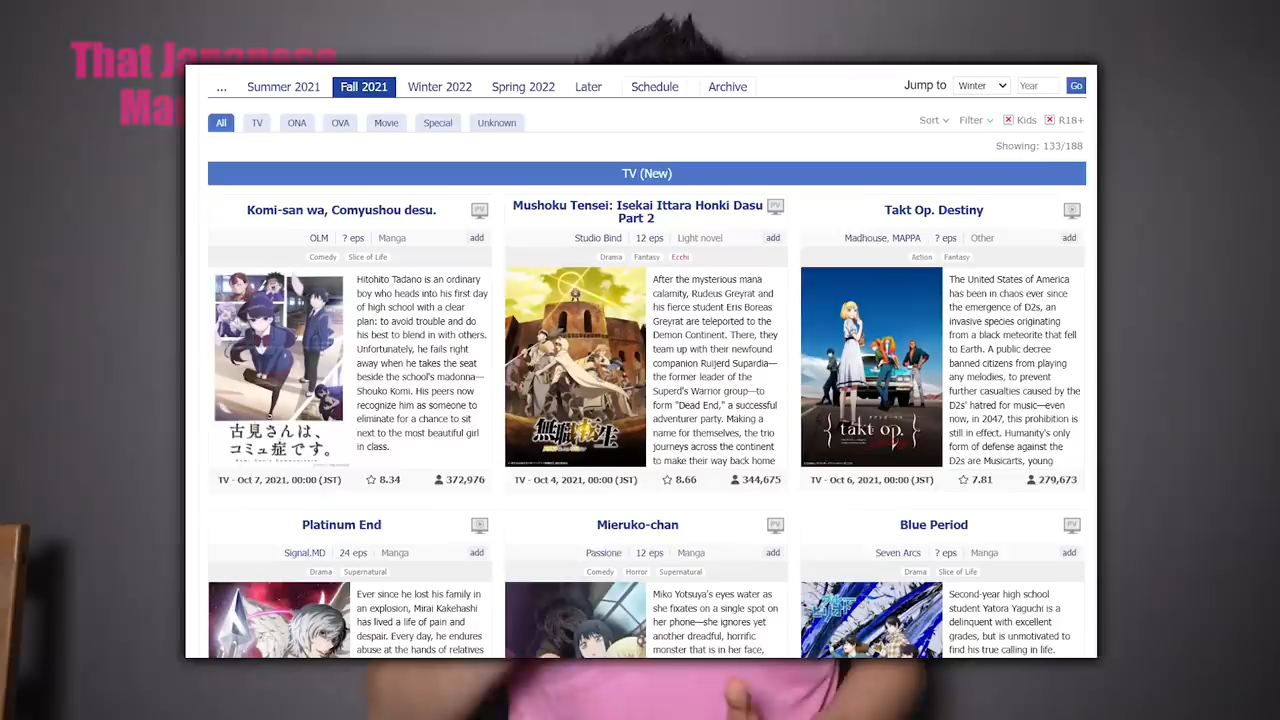 That Japanese
Ma
... Summer 2021 Fall 2021 Winter 2022 Spring 2022 Later Schedule Archive Jump to Winter Year Go
All TV ONA OVA Movie Special Unknown Sort Filter Kids R18+
Showing: 133/188
TV (New)
Komi-san wa, Comyushou desu.
OLM ? eps Manga add
Comedy Slice of Life
Hitohito Tadano is an ordinary
boy who heads into his first day
of high school with a clear
plan: to avoid trouble and do
his best to blend in with others.
Unfortunately, he fails right
away when he takes the seat
beside the school's madonna—
Shouko Komi. His peers now
recognize him as someone to
eliminate for a chance to sit
next to the most beautiful girl
in class.
古見さんは、
コミュ症です。
TV - Oct 7, 2021, 00:00 (JST) 8.34 372,976
Mushoku Tensei: Isekai Ittara Honki Dasu
Part 2
Studio Bind 12 eps Light novel add
Drama Fantasy Ecchi
After the mysterious mana
calamity, Rudeus Greyrat and
his fierce student Eris Boreas
Greyrat are teleported to the
Demon Continent. There, they
team up with their newfound
companion Ruijerd Supardia—
the former leader of the
Superd's Warrior group—to
form "Dead End," a successful
adventurer party. Making a
name for themselves, the trio
journeys across the continent
to make their way back home
無職転生
TV - Oct 4, 2021, 00:00 (JST) 8.66 344,675
Takt Op. Destiny
Madhouse, MAPPA ? eps Other add
Action Fantasy
The United States of America
has been in chaos ever since
the emergence of D2s, an
invasive species originating
from a black meteorite that fell
to Earth. A public decree
banned citizens from playing
any melodies, to prevent
further casualties caused by the
D2s' hatred for music—even
now, in 2047, this prohibition is
still in effect. Humanity's only
form of defense against the
D2s are Musicarts, young
takt op.
TV - Oct 6, 2021, 00:00 (JST) 7.81 279,673
Platinum End
Signal.MD 24 eps Manga add
Drama Supernatural
Ever since he lost his family in
an explosion, Mirai Kakehashi
has lived a life of pain and
despair. Every day, he endures
abuse at the hands of relatives
Mieruko-chan
Passione 12 eps Manga add
Comedy Horror Supernatural
Miko Yotsuya's eyes water as
she fixates on a single spot on
her phone—she ignores yet
another dreadful, horrific
monster that is in her face,
Blue Period
Seven Arcs ? eps Manga add
Drama Slice of Life
Second-year high school
student Yatora Yaguchi is a
delinquent with excellent
grades, but is unmotivated to
find his true calling in life.